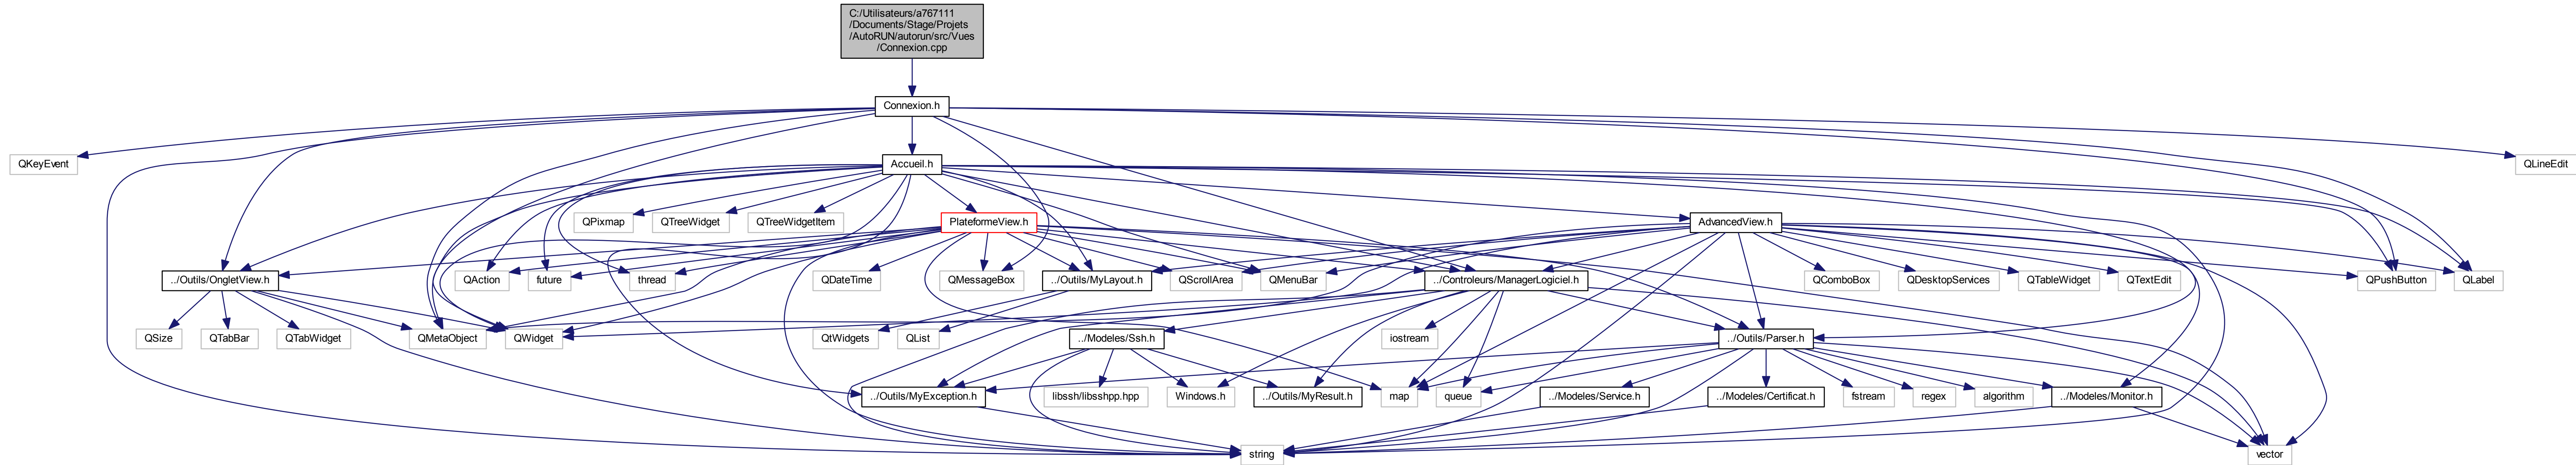 C:/Utilisateurs/a767111
/Documents/Stage/Projets
/AutoRUN/autorun/src/Vues
/Connexion.cpp
Connexion.h
QKeyEvent
Accueil.h
QLineEdit
QPixmap
QTreeWidget
QTreeWidgetItem
PlateformeView.h
AdvancedView.h
../Outils/OngletView.h
QAction
future
thread
QDateTime
QMessageBox
../Outils/MyLayout.h
QScrollArea
QMenuBar
../Controleurs/ManagerLogiciel.h
QComboBox
QDesktopServices
QTableWidget
QTextEdit
QPushButton
QLabel
QSize
QTabBar
QTabWidget
QMetaObject
QWidget
QtWidgets
QList
../Modeles/Ssh.h
iostream
../Outils/Parser.h
../Outils/MyException.h
libssh/libsshpp.hpp
Windows.h
../Outils/MyResult.h
map
queue
../Modeles/Service.h
../Modeles/Certificat.h
fstream
regex
algorithm
../Modeles/Monitor.h
string
vector